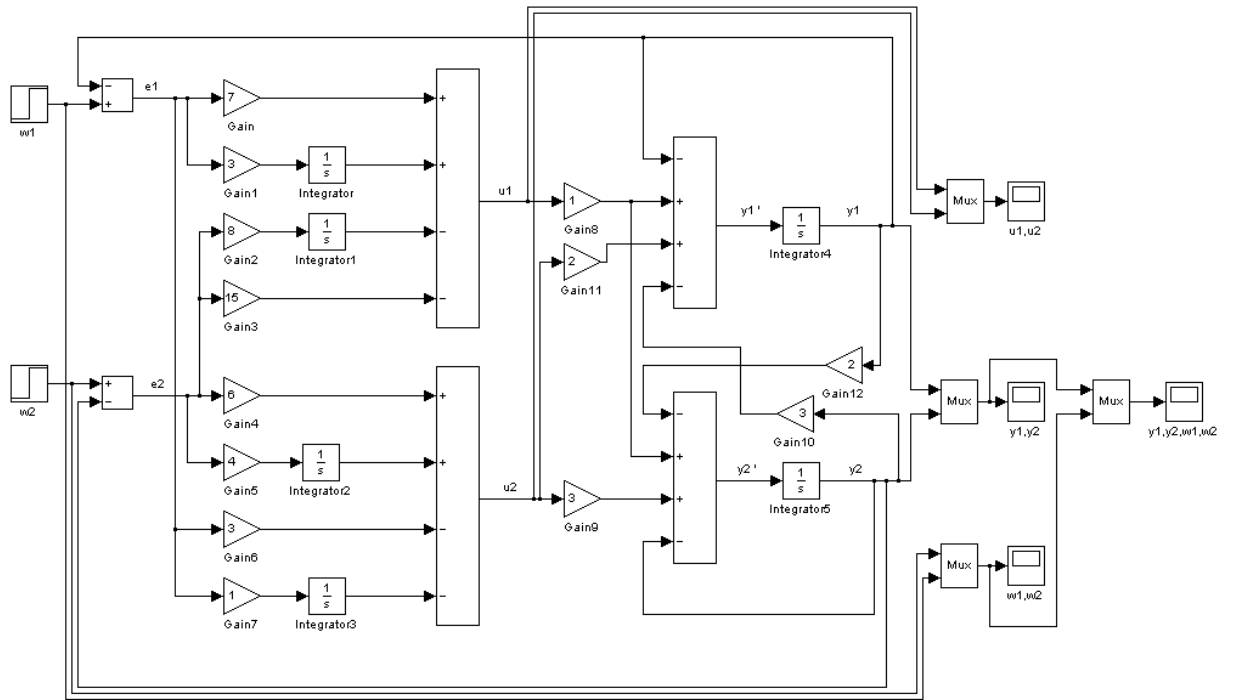 e1
−
+
w1
7
Gain
+
3
Gain1
1
s
Integrator
+
8
Gain2
1
s
Integrator1
−
15
Gain3
−
u1
w2
+
−
e2
6
Gain4
+
4
Gain5
1
s
Integrator2
+
3
Gain6
−
1
Gain7
1
s
Integrator3
−
u2
1
Gain8
2
Gain11
3
Gain9
−
+
+
−
y1 '
1
s
Integrator4
y1
2
Gain12
3
Gain10
−
+
+
−
y2 '
1
s
Integrator5
y2
Mux
u1,u2
Mux
y1,y2
Mux
y1,y2,w1,w2
Mux
w1,w2